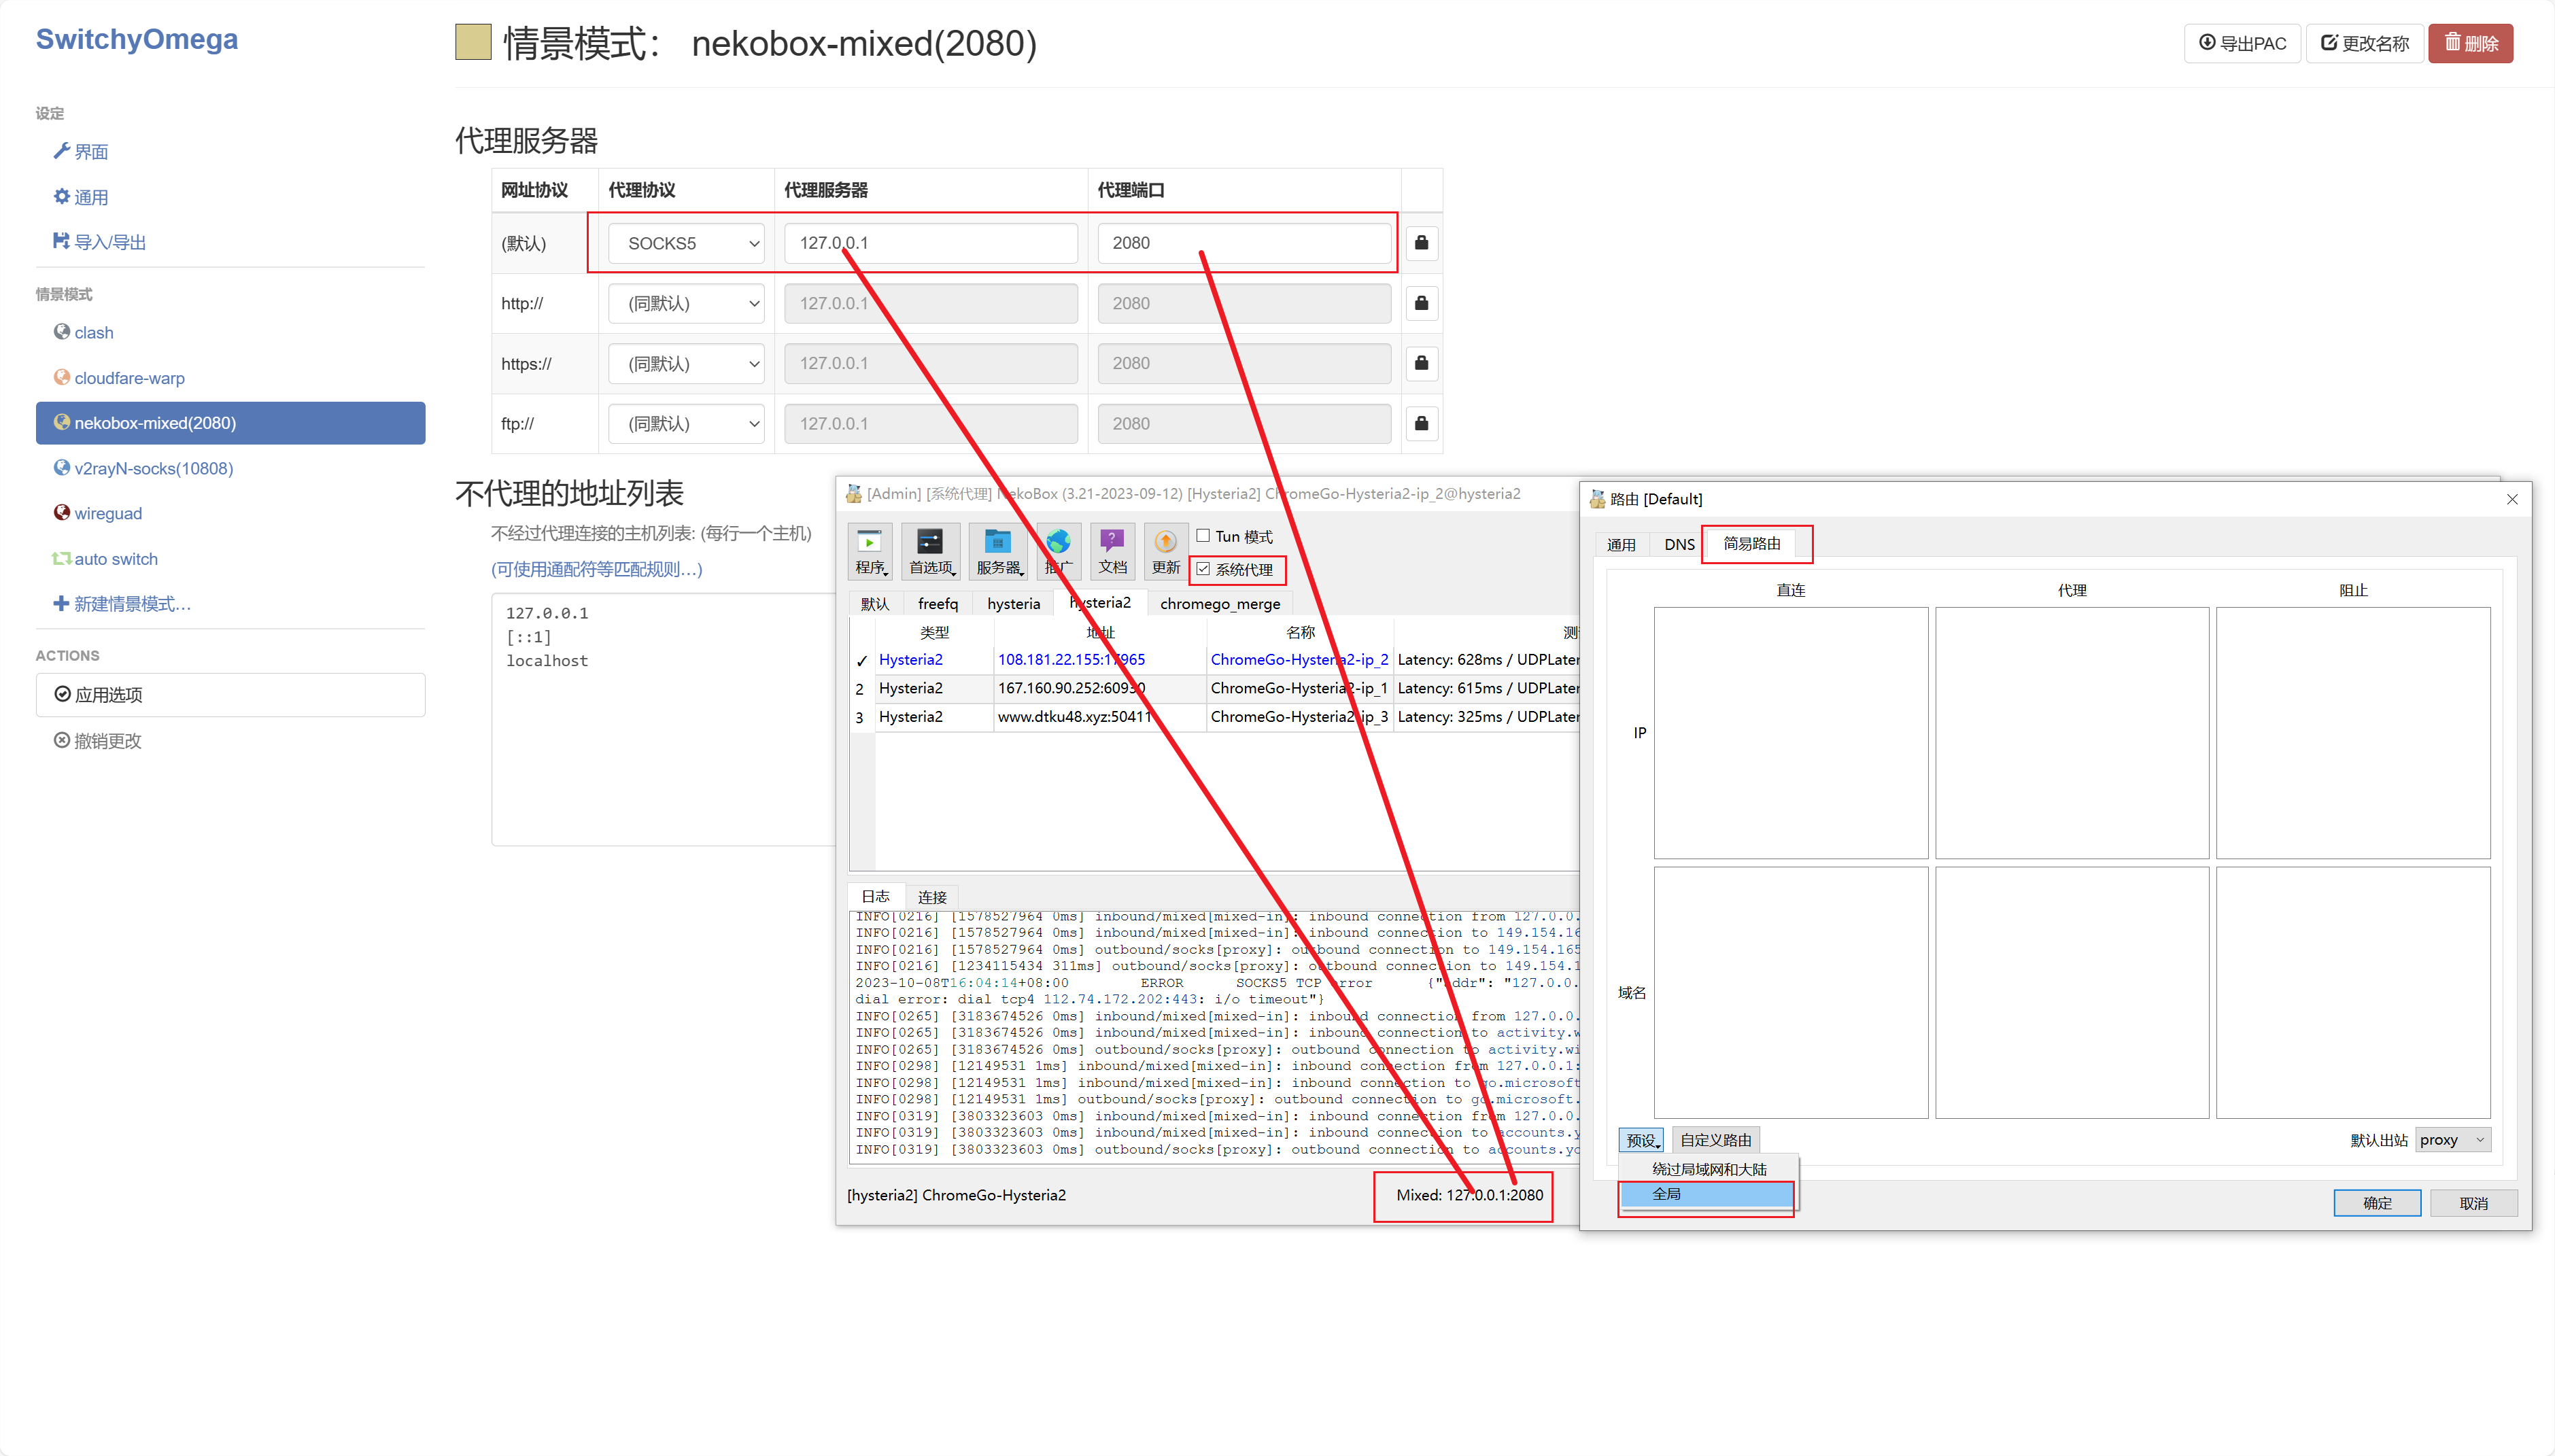 SwitchyOmega
设定
界面
通用
导入/导出
情景模式
clash
cloudfare-warp
nekobox-mixed(2080)
v2rayN-socks(10808)
wireguad
auto switch
新建情景模式…
ACTIONS
应用选项
撤销更改
情景模式： nekobox-mixed(2080)
导出PAC 更改名称 删除
代理服务器
网址协议 代理协议 代理服务器 代理端口
(默认) SOCKS5 127.0.0.1 2080
http:// (同默认) 127.0.0.1 2080
https:// (同默认) 127.0.0.1 2080
ftp:// (同默认) 127.0.0.1 2080
不代理的地址列表
不经过代理连接的主机列表: (每行一个主机)
(可使用通配符等匹配规则…)
127.0.0.1
[::1]
localhost
[Admin] [系统代理] NekoBox (3.21-2023-09-12) [Hysteria2] ChromeGo-Hysteria2-ip_2@hysteria2
程序 首选项 服务器 推广 文档 更新
Tun 模式
系统代理
默认 freefq hysteria hysteria2 chromego_merge
类型 地址 名称 测
✓ Hysteria2 108.181.22.155:17965 ChromeGo-Hysteria2-ip_2 Latency: 628ms / UDPLater
2 Hysteria2 167.160.90.252:60930 ChromeGo-Hysteria2-ip_1 Latency: 615ms / UDPLater
3 Hysteria2 www.dtku48.xyz:50411 ChromeGo-Hysteria2-ip_3 Latency: 325ms / UDPLater
日志 连接
INFO[0216] [1578527964 0ms] inbound/mixed[mixed-in]: inbound connection from 127.0.0.
INFO[0216] [1578527964 0ms] inbound/mixed[mixed-in]: inbound connection to 149.154.16
INFO[0216] [1578527964 0ms] outbound/socks[proxy]: outbound connection to 149.154.165
INFO[0216] [1234115434 311ms] outbound/socks[proxy]: outbound connection to 149.154.1
2023-10-08T16:04:14+08:00 ERROR SOCKS5 TCP error {"addr": "127.0.0.
dial error: dial tcp4 112.74.172.202:443: i/o timeout"}
INFO[0265] [3183674526 0ms] inbound/mixed[mixed-in]: inbound connection from 127.0.0.
INFO[0265] [3183674526 0ms] inbound/mixed[mixed-in]: inbound connection to activity.w
INFO[0265] [3183674526 0ms] outbound/socks[proxy]: outbound connection to activity.wi
INFO[0298] [12149531 1ms] inbound/mixed[mixed-in]: inbound connection from 127.0.0.1:
INFO[0298] [12149531 1ms] inbound/mixed[mixed-in]: inbound connection to go.microsoft
INFO[0298] [12149531 1ms] outbound/socks[proxy]: outbound connection to go.microsoft.
INFO[0319] [3803323603 0ms] inbound/mixed[mixed-in]: inbound connection from 127.0.0.
INFO[0319] [3803323603 0ms] inbound/mixed[mixed-in]: inbound connection to accounts.y
INFO[0319] [3803323603 0ms] outbound/socks[proxy]: outbound connection to accounts.yo
[hysteria2] ChromeGo-Hysteria2
Mixed: 127.0.0.1:2080
路由 [Default]
通用 DNS 简易路由
直连 代理 阻止
IP
域名
预设 自定义路由 默认出站 proxy
绕过局域网和大陆
全局
确定 取消